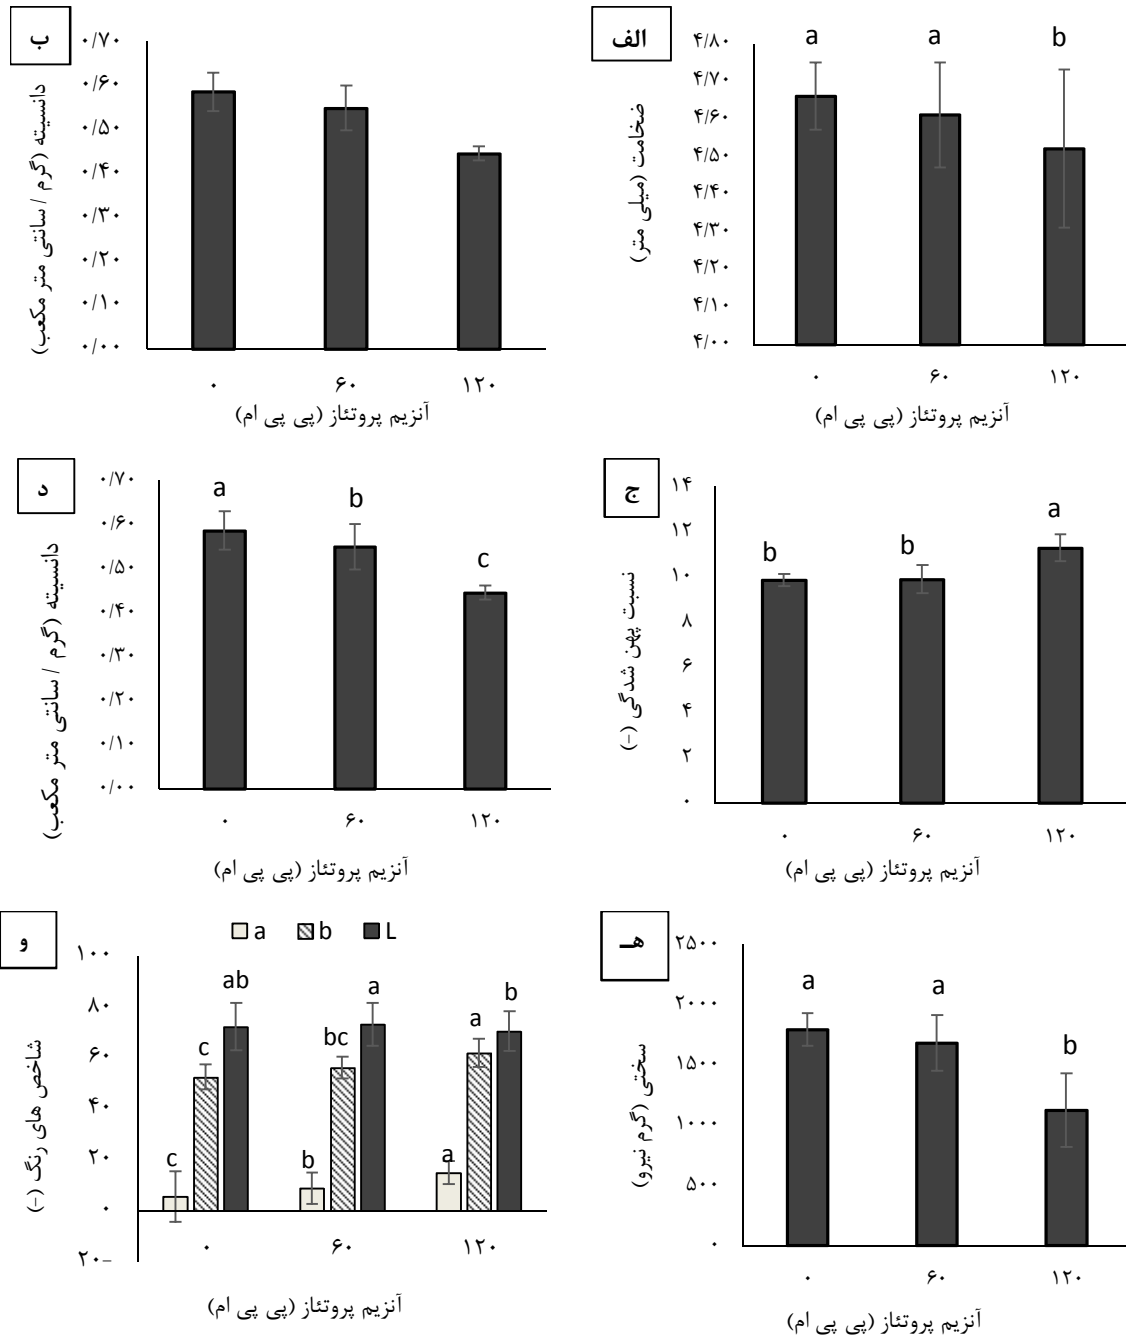 الف
ضخامت (میلی متر)
۴/۸۰
۴/۷۰
۴/۶۰
۴/۵۰
۴/۴۰
۴/۳۰
۴/۲۰
۴/۱۰
۴/۰۰
a a b
۰ ۶۰ ۱۲۰
آنزیم پروتئاز (پی پی ام)
ب
دانسیته (گرم / سانتی متر مکعب)
۰/۷۰
۰/۶۰
۰/۵۰
۰/۴۰
۰/۳۰
۰/۲۰
۰/۱۰
۰/۰۰
۰ ۶۰ ۱۲۰
آنزیم پروتئاز (پی پی ام)
ج
نسبت پهن شدگی (-)
۱۴
۱۲
۱۰
۸
۶
۴
۲
۰
b b a
۰ ۶۰ ۱۲۰
آنزیم پروتئاز (پی پی ام)
د
دانسیته (گرم / سانتی متر مکعب)
۰/۷۰
۰/۶۰
۰/۵۰
۰/۴۰
۰/۳۰
۰/۲۰
۰/۱۰
۰/۰۰
a b c
۰ ۶۰ ۱۲۰
آنزیم پروتئاز (پی پی ام)
هـ
سختی (گرم نیرو)
۲۵۰۰
۲۰۰۰
۱۵۰۰
۱۰۰۰
۵۰۰
۰
a a b
۰ ۶۰ ۱۲۰
آنزیم پروتئاز (پی پی ام)
و
a b L
شاخص های رنگ (-)
۱۰۰
۸۰
۶۰
۴۰
۲۰
۰
۲۰-
c c ab b bc a a a b
۰ ۶۰ ۱۲۰
آنزیم پروتئاز (پی پی ام)